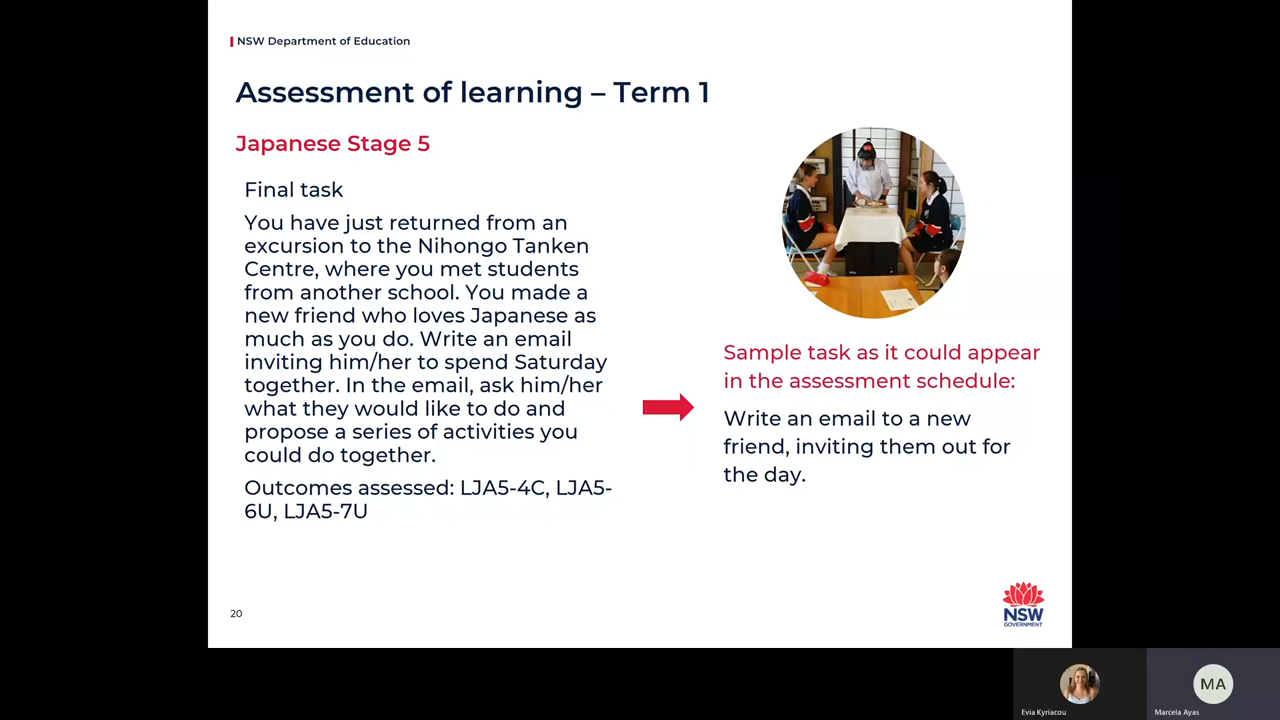 NSW Department of Education
Assessment of learning – Term 1
Japanese Stage 5
Final task
You have just returned from an
excursion to the Nihongo Tanken
Centre, where you met students
from another school. You made a
new friend who loves Japanese as
much as you do. Write an email
inviting him/her to spend Saturday
together. In the email, ask him/her
what they would like to do and
propose a series of activities you
could do together.
Outcomes assessed: LJA5-4C, LJA5-
6U, LJA5-7U
Sample task as it could appear
in the assessment schedule:
Write an email to a new
friend, inviting them out for
the day.
20
NSW
GOVERNMENT
MA
Evia Kyriacou
Marcela Ayas